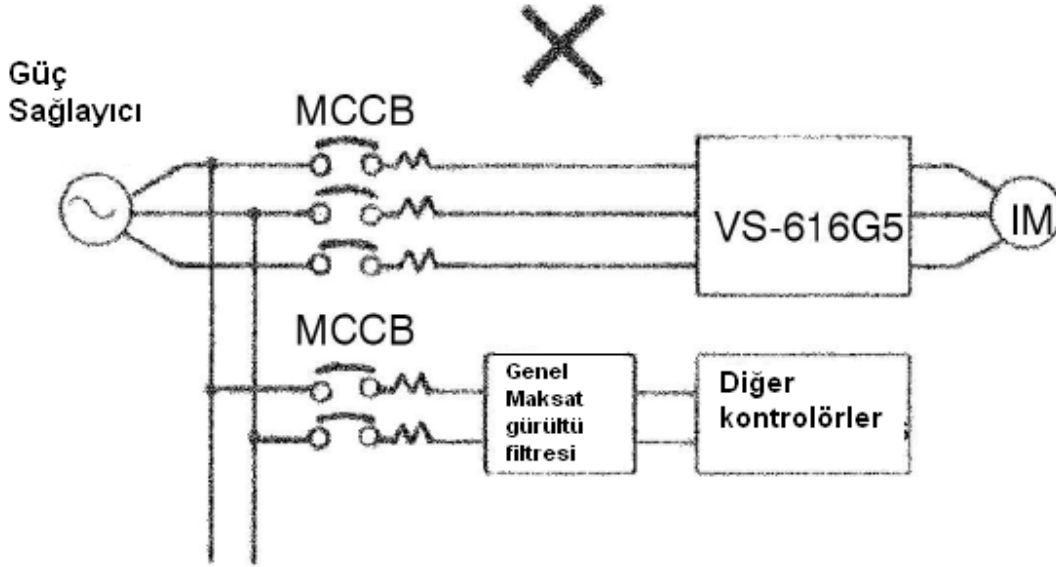 Güç
Sağlayıcı
MCCB
VS-616G5
IM
MCCB
Genel
Maksat
gürültü
filtresi
Diğer
kontrolörler